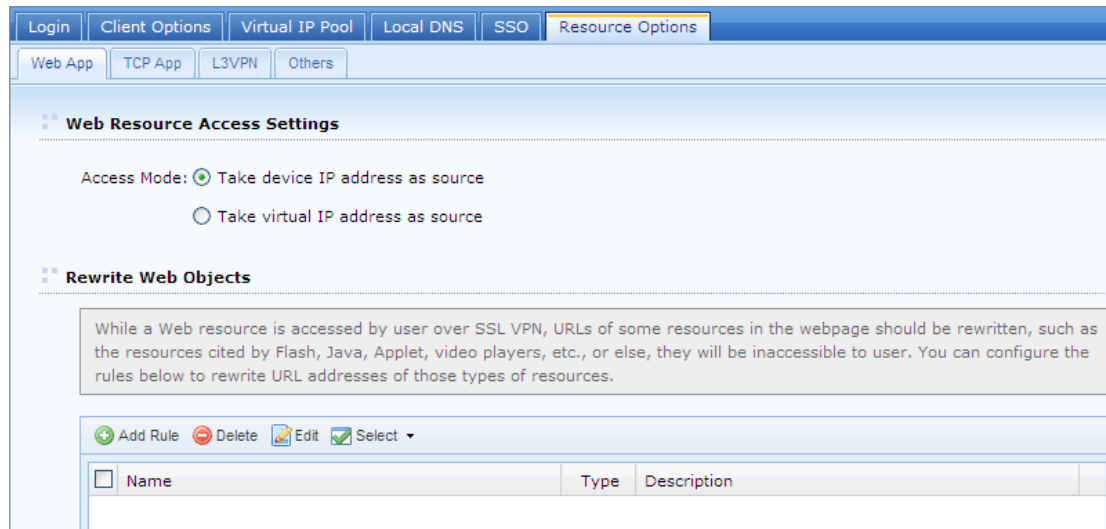 Login Client Options Virtual IP Pool Local DNS SSO Resource Options
Web App TCP App L3VPN Others
Web Resource Access Settings
Access Mode: Take device IP address as source
Take virtual IP address as source
Rewrite Web Objects
While a Web resource is accessed by user over SSL VPN, URLs of some resources in the webpage should be rewritten, such as
the resources cited by Flash, Java, Applet, video players, etc., or else, they will be inaccessible to user. You can configure the
rules below to rewrite URL addresses of those types of resources.
Add Rule Delete Edit Select
Name Type Description